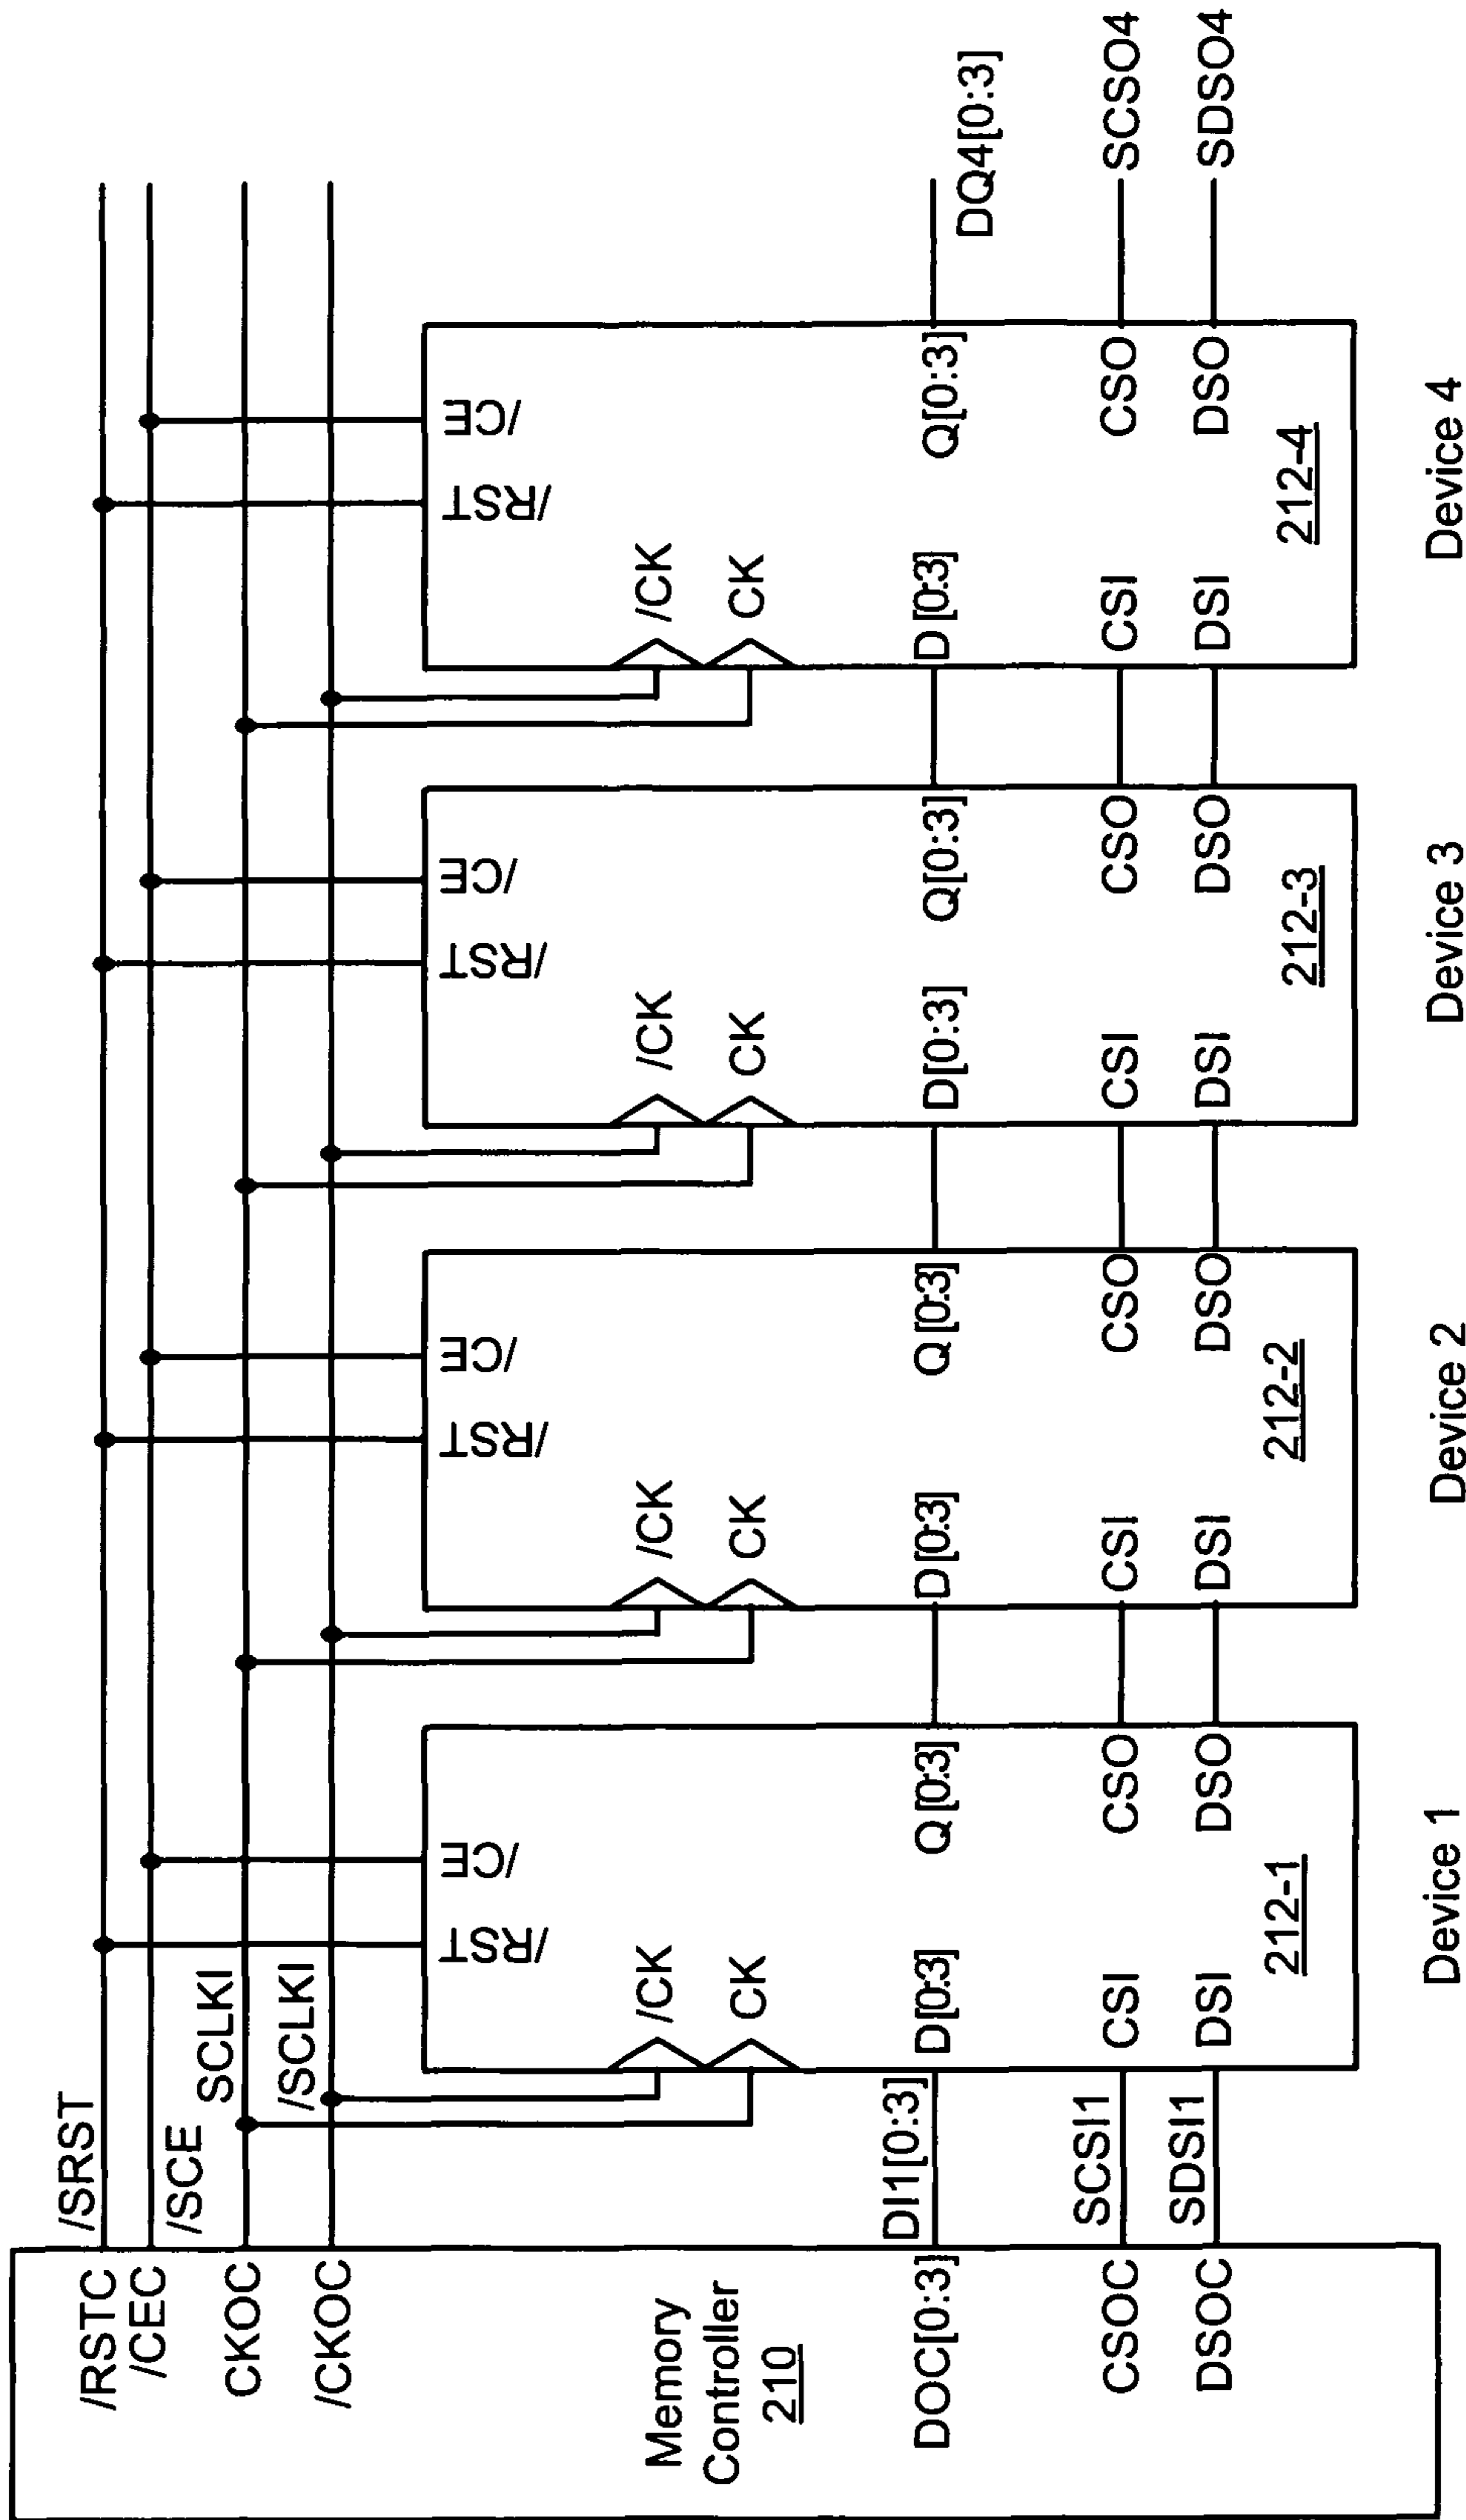 /RSTC
/CEC
CKOC
/CKOC
Memory
Controller
210
DOC[0:3]
CSOC
DSOC
/SRST
/SCE
SCLKI
/SCLKI
DI1[0:3]
SCSI1
SDSI1
/RST
/CE
/CK
CK
D[0:3]
Q[0:3]
CSI
CSO
DSI
DSO
212-1
Device 1
/RST
/CE
/CK
CK
D[0:3]
Q[0:3]
CSI
CSO
DSI
DSO
212-2
Device 2
/RST
/CE
/CK
CK
D[0:3]
Q[0:3]
CSI
CSO
DSI
DSO
212-3
Device 3
/RST
/CE
/CK
CK
D[0:3]
Q[0:3]
CSI
CSO
DSI
DSO
212-4
Device 4
DQ4[0:3]
SCSO4
SDSO4